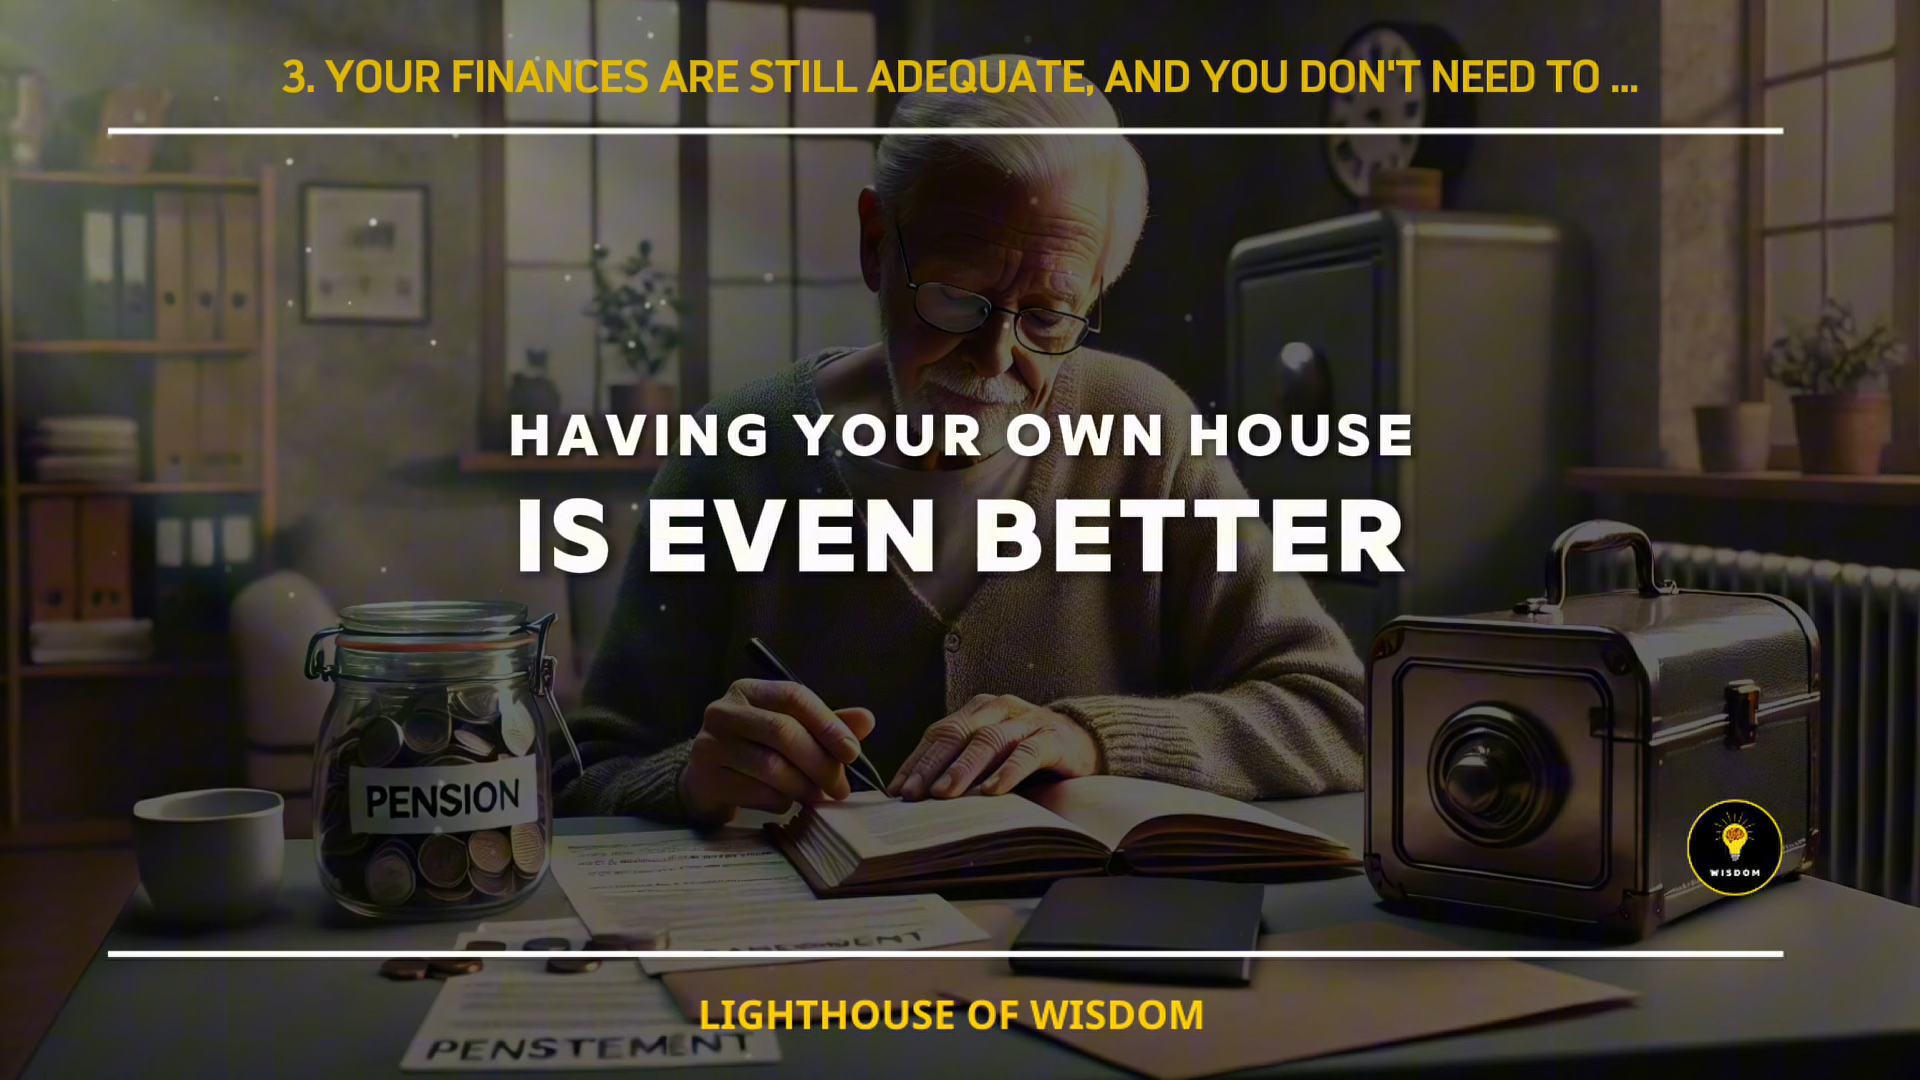 3. YOUR FINANCES ARE STILL ADEQUATE, AND YOU DON'T NEED TO ...
HAVING YOUR OWN HOUSE
IS EVEN BETTER
PENSION
WISDOM
LIGHTHOUSE OF WISDOM
PENSTEMENT